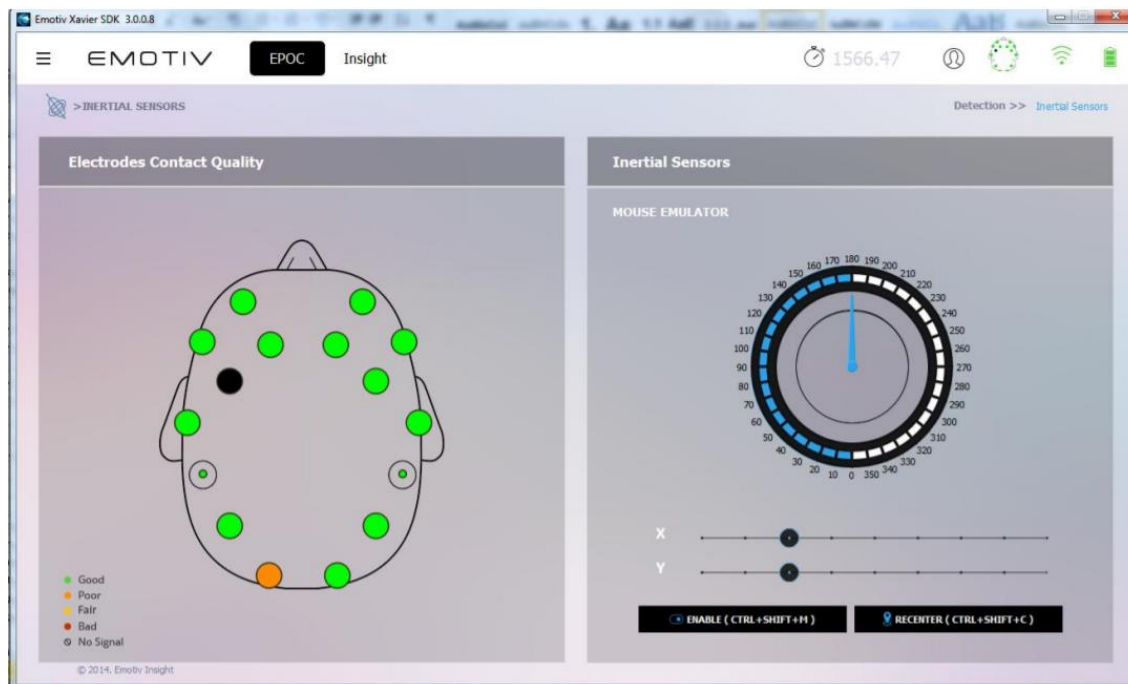 Emotiv Xavier SDK 3.0.0.8
EMOTIV
EPOC
Insight
1566.47
>INERTIAL SENSORS
Detection >> Inertial Sensors
Electrodes Contact Quality
Good
Poor
Fair
Bad
No Signal
Inertial Sensors
MOUSE EMULATOR
180
190
200
210
220
230
240
250
260
270
280
290
300
310
320
330
340
350
0
10
20
30
40
50
60
70
80
90
100
110
120
130
140
150
160
170
X
Y
ENABLE ( CTRL+SHIFT+M )
RECENTER ( CTRL+SHIFT+C )
© 2014. Emotiv Insight